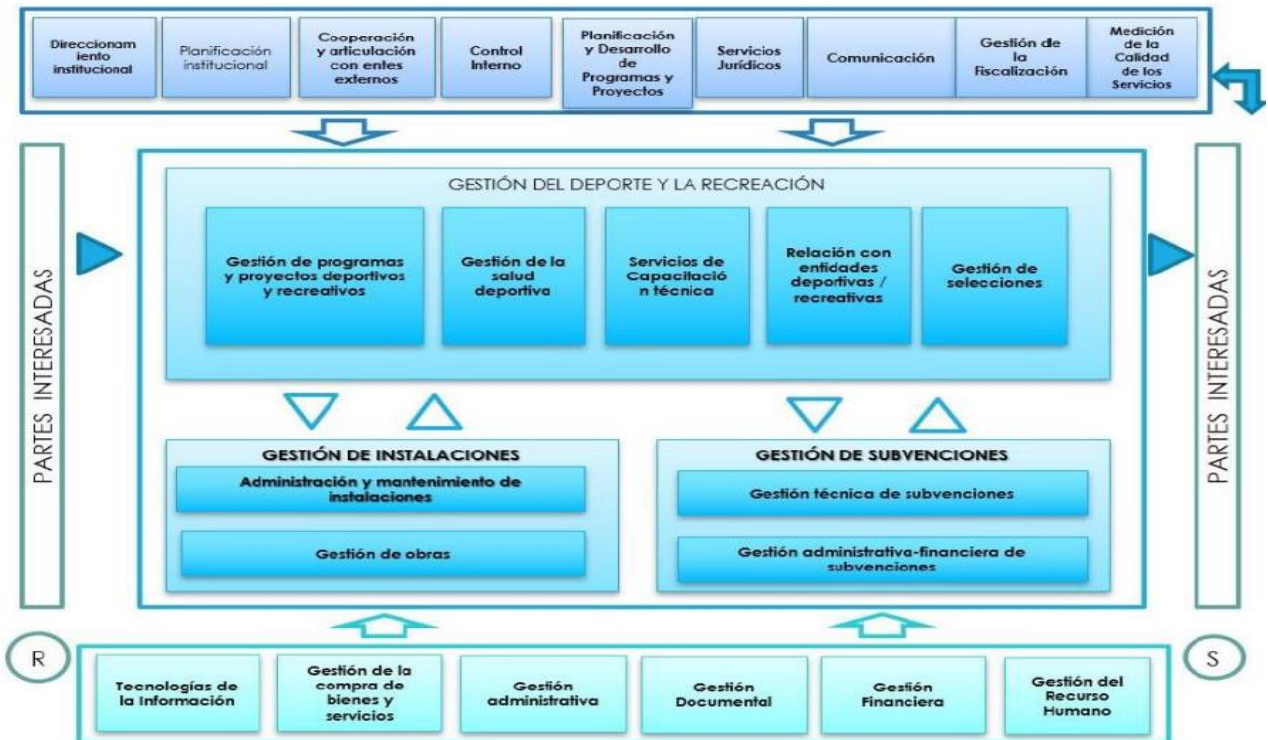 Direccionam
iento
institucional
Planificación
institucional
Cooperación
y articulación
con entes
externos
Control
Interno
Planificación
y Desarrollo
de
Programas y
Proyectos
Servicios
Jurídicos
Comunicación
Gestión de
la
Fiscalización
Medición
de la
Calidad
de los
Servicios
PARTES INTERESADAS
GESTIÓN DEL DEPORTE Y LA RECREACIÓN
Gestión de programas
y proyectos deportivos
y recreativos
Gestión de la
salud
deportiva
Servicios de
Capacitació
n técnica
Relación con
entidades
deportivas /
recreativas
Gestión de
selecciones
GESTIÓN DE INSTALACIONES
Administración y mantenimiento de
instalaciones
Gestión de obras
GESTIÓN DE SUBVENCIONES
Gestión técnica de subvenciones
Gestión administrativa-financiera de
subvenciones
PARTES INTERESADAS
R
S
Tecnologías de
la Información
Gestión de la
compra de
bienes y
servicios
Gestión
administrativa
Gestión
Documental
Gestión
Financiera
Gestión del
Recurso
Humano